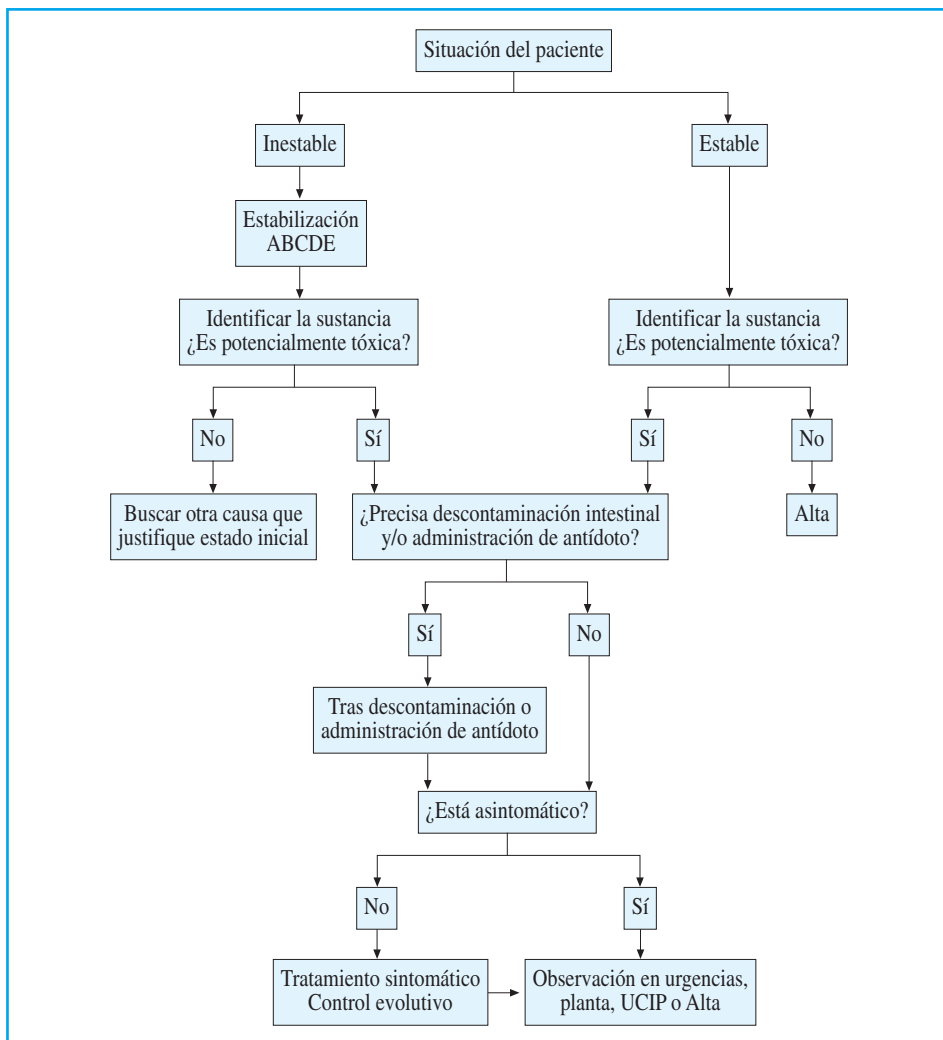 Situación del paciente
Inestable
Estable
Estabilización
ABCDE
Identificar la sustancia
¿Es potencialmente tóxica?
Identificar la sustancia
¿Es potencialmente tóxica?
No
Sí
Sí
No
Buscar otra causa que
justifique estado inicial
¿Precisa descontaminación intestinal
y/o administración de antídoto?
Alta
Sí
No
Tras descontaminación o
administración de antídoto
¿Está asintomático?
No
Sí
Tratamiento sintomático
Control evolutivo
Observación en urgencias,
planta, UCIP o Alta